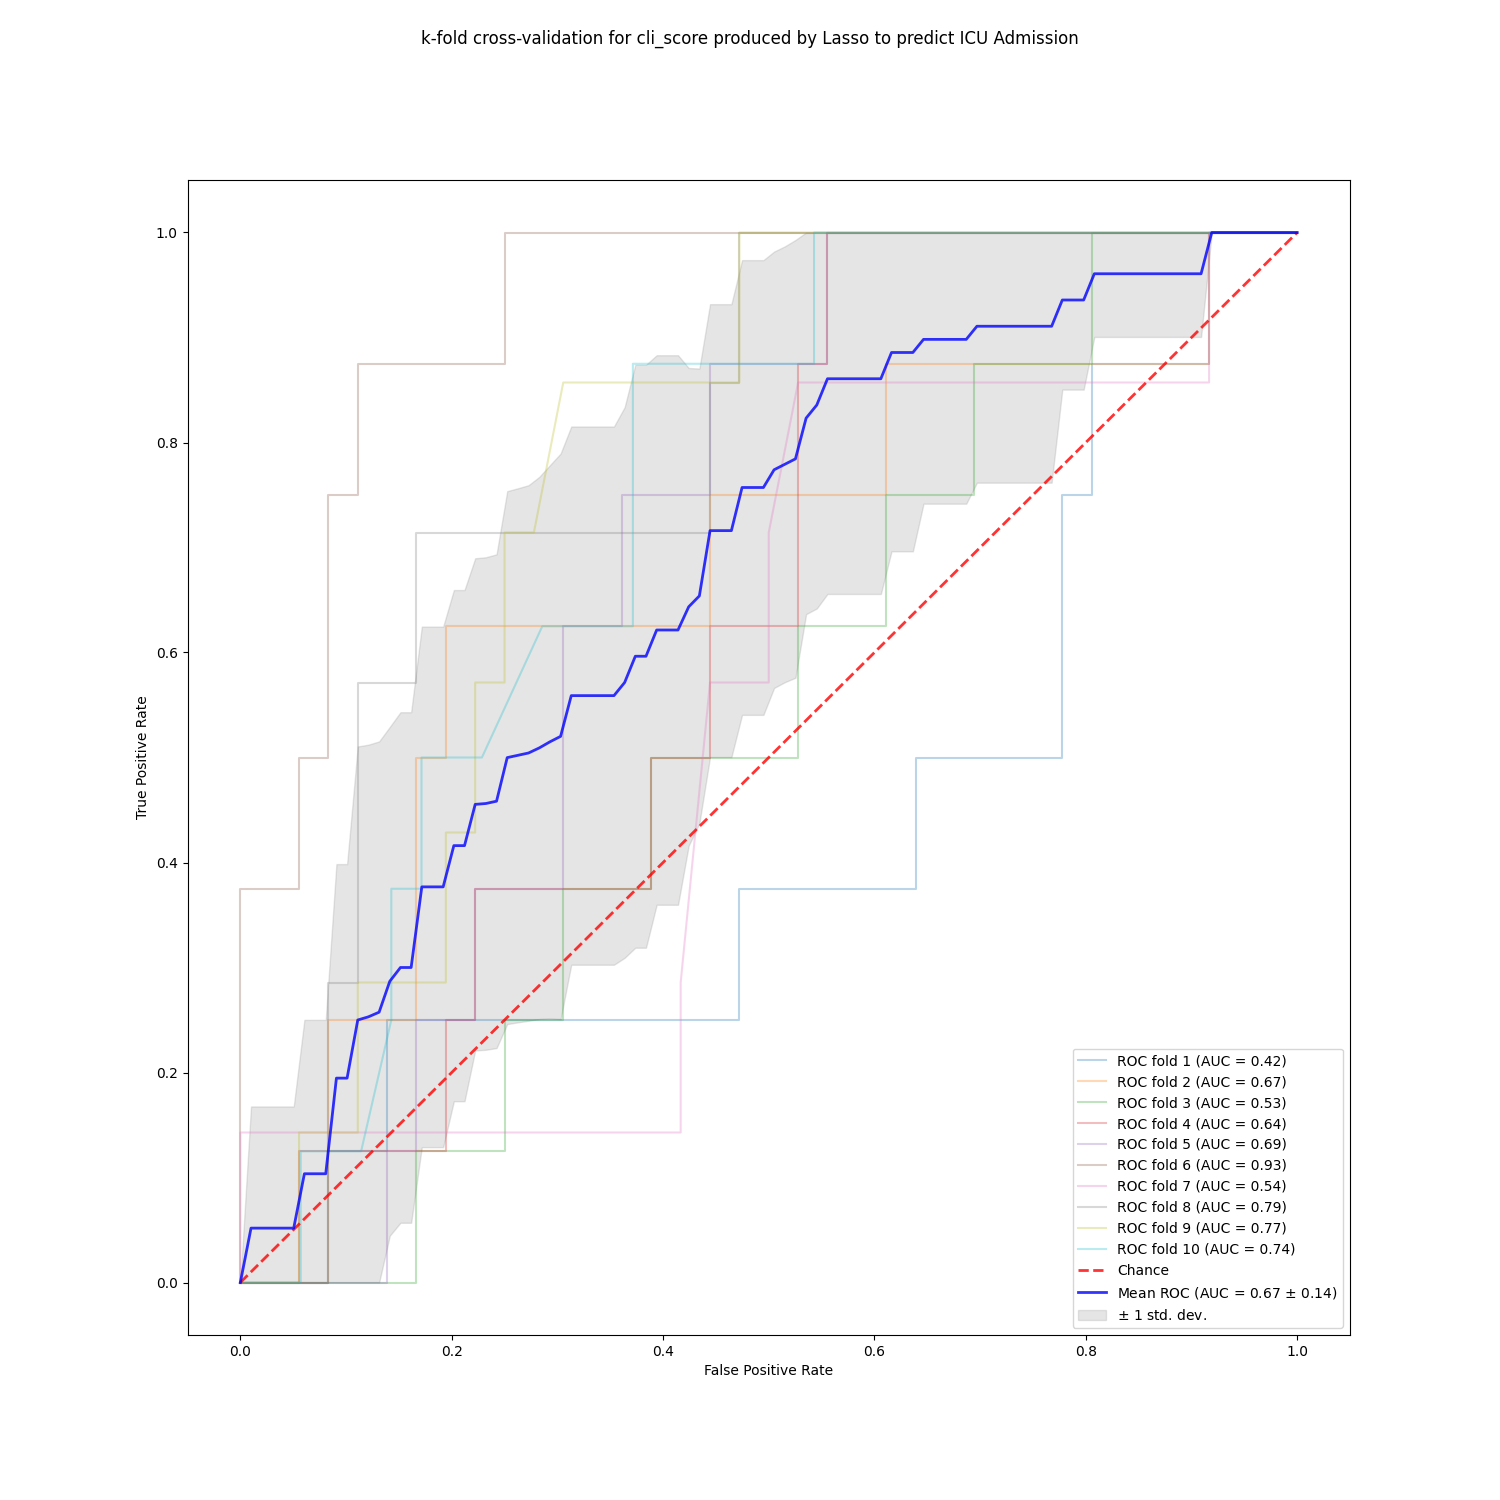 k-fold cross-validation for cli_score produced by Lasso to predict ICU Admission
1.0
0.8
0.6
0.4
0.2
0.0
True Positive Rate
0.0 0.2 0.4 0.6 0.8 1.0
False Positive Rate
ROC fold 1 (AUC = 0.42)
ROC fold 2 (AUC = 0.67)
ROC fold 3 (AUC = 0.53)
ROC fold 4 (AUC = 0.64)
ROC fold 5 (AUC = 0.69)
ROC fold 6 (AUC = 0.93)
ROC fold 7 (AUC = 0.54)
ROC fold 8 (AUC = 0.79)
ROC fold 9 (AUC = 0.77)
ROC fold 10 (AUC = 0.74)
Chance
Mean ROC (AUC = 0.67 ± 0.14)
± 1 std. dev.